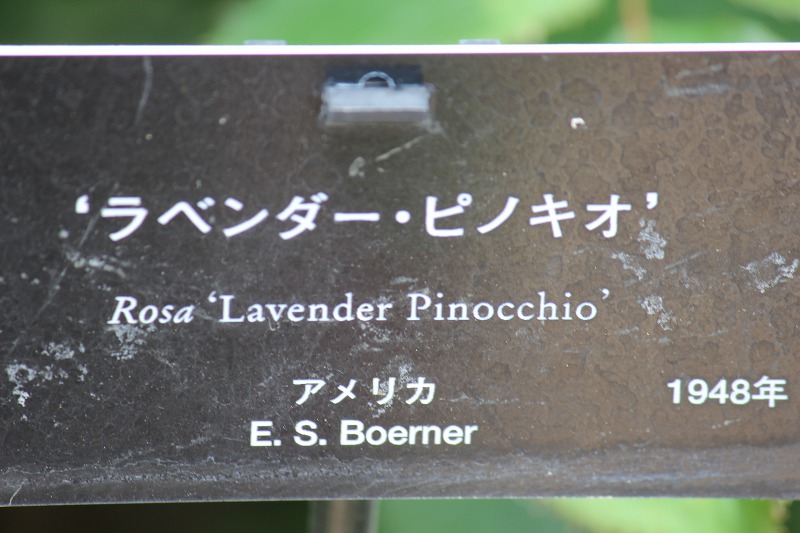 ‘ラベンダー・ピノキオ’
Rosa ‘Lavender Pinocchio’
アメリカ 1948年
E. S. Boerner